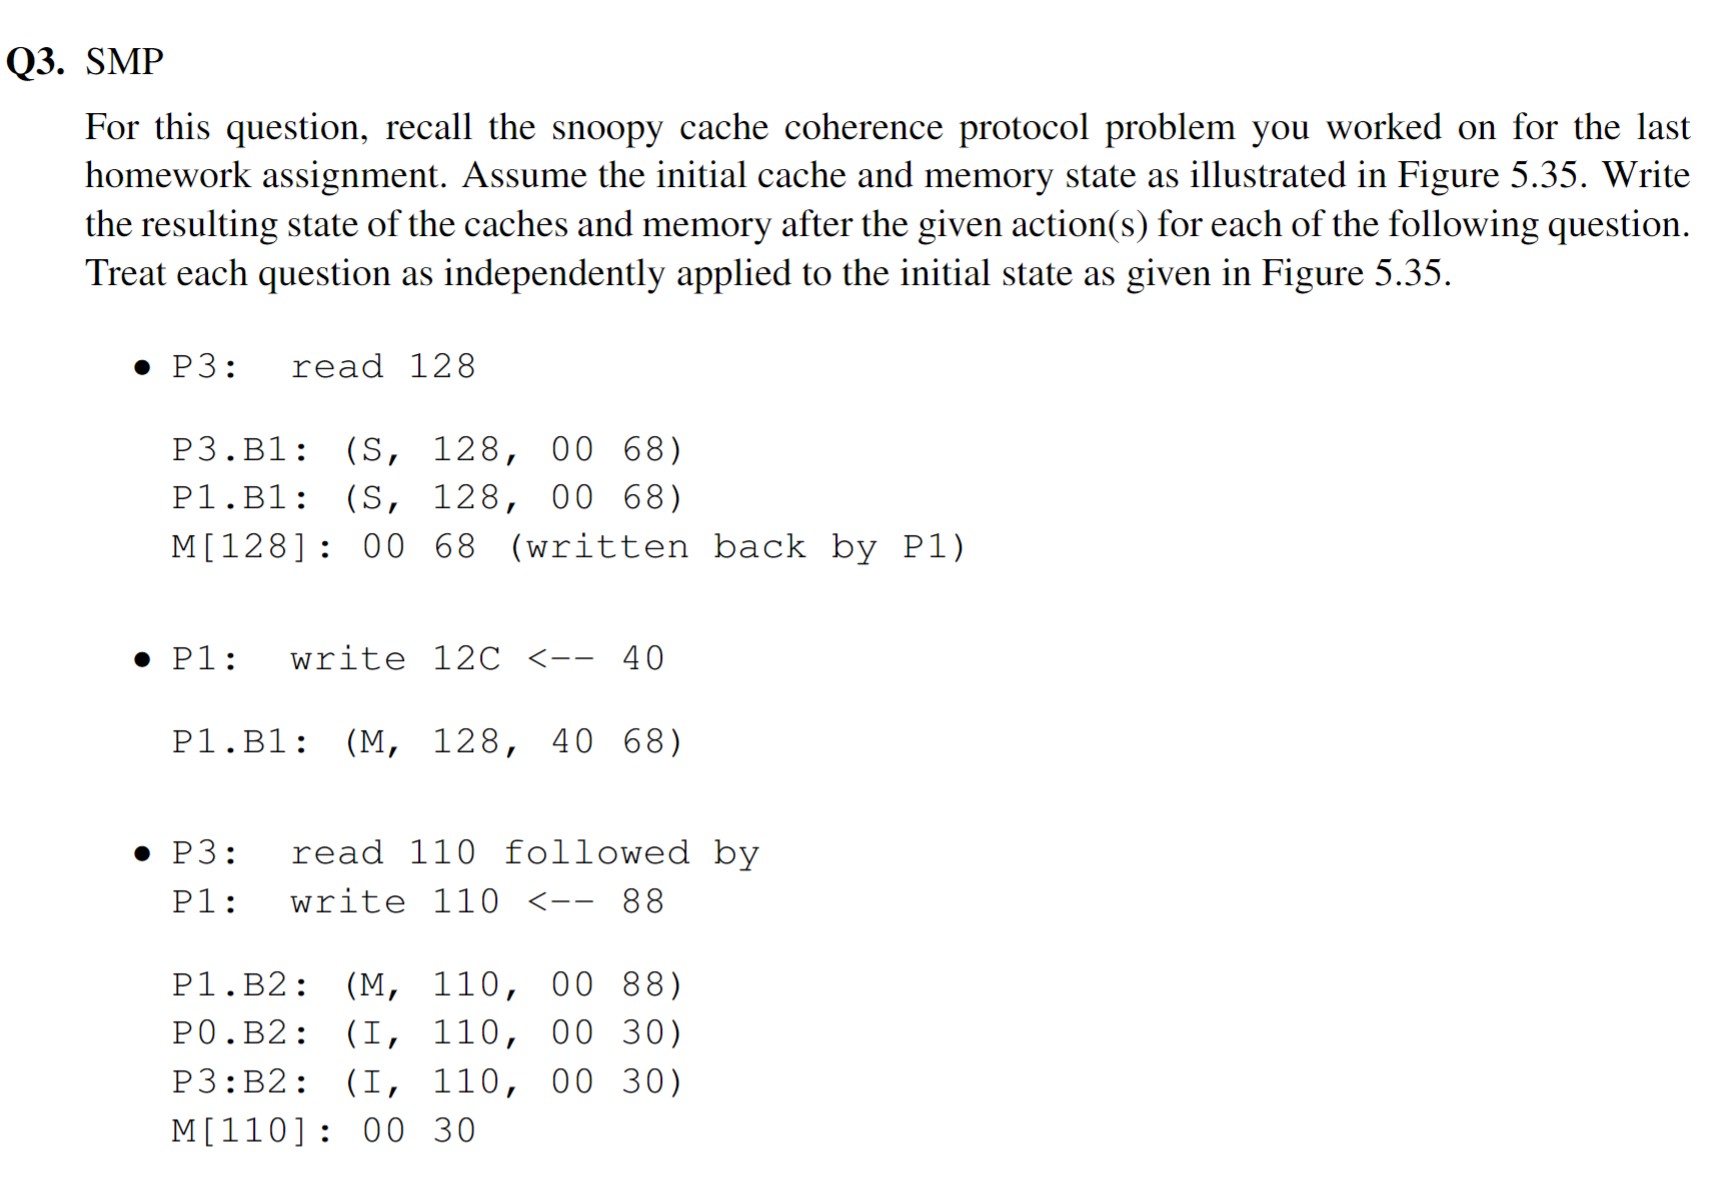 Q3. SMP
For this question, recall the snoopy cache coherence protocol problem you worked on for the last
homework assignment. Assume the initial cache and memory state as illustrated in Figure 5.35. Write
the resulting state of the caches and memory after the given action(s) for each of the following question.
Treat each question as independently applied to the initial state as given in Figure 5.35.
• P3: read 128
P3.B1: (S, 128, 00 68)
P1.B1: (S, 128, 00 68)
M[128]: 00 68 (written back by P1)
• P1: write 12C <-- 40
P1.B1: (M, 128, 40 68)
• P3: read 110 followed by
P1: write 110 <-- 88
P1.B2: (M, 110, 00 88)
P0.B2: (I, 110, 00 30)
P3:B2: (I, 110, 00 30)
M[110]: 00 30